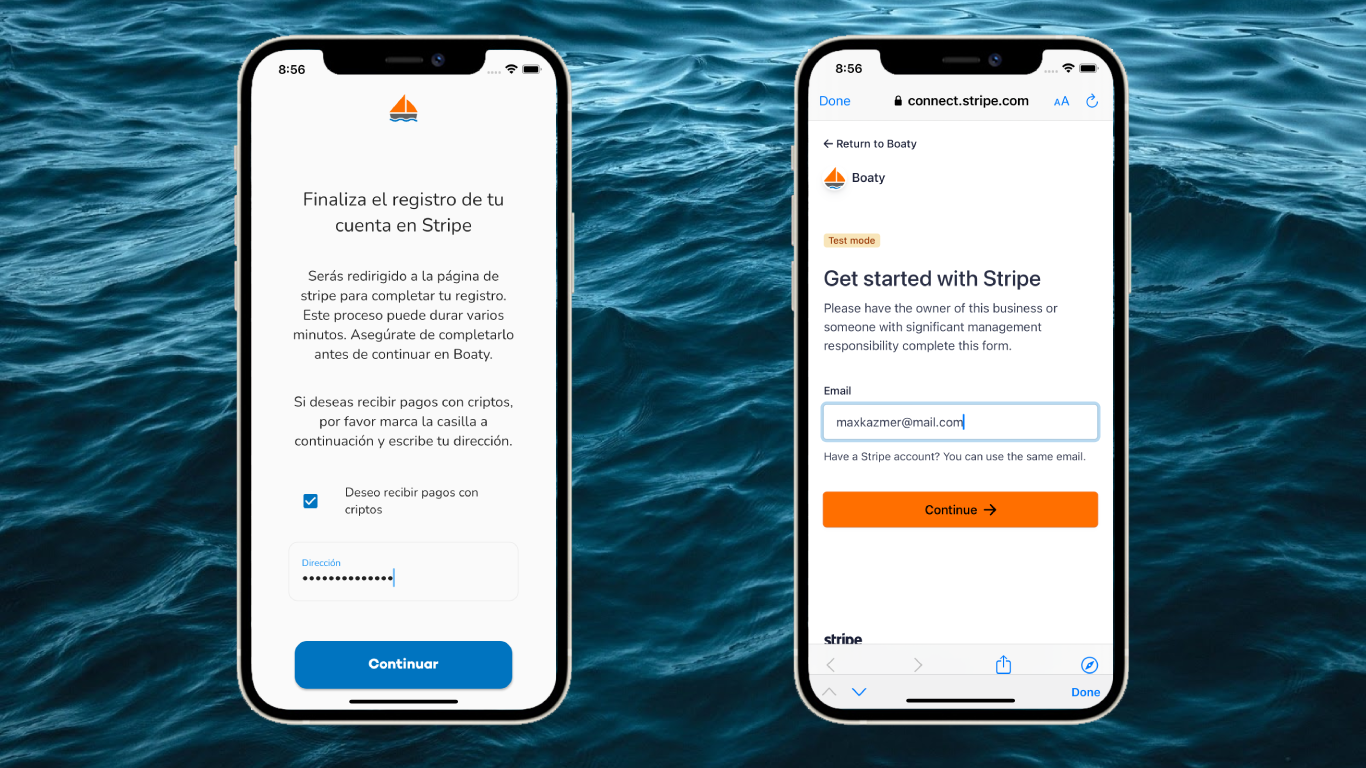 8:56
Finaliza el registro de tu
cuenta en Stripe
Serás redirigido a la página de
stripe para completar tu registro.
Este proceso puede durar varios
minutos. Asegúrate de completarlo
antes de continuar en Boaty.
Si deseas recibir pagos con criptos,
por favor marca la casilla a
continuación y escribe tu dirección.
Deseo recibir pagos con
criptos
Dirección
••••••••••••••
Continuar
8:56
Done connect.stripe.com AA
← Return to Boaty
Boaty
Test mode
Get started with Stripe
Please have the owner of this business or
someone with significant management
responsibility complete this form.
Email
maxkazmer@mail.com
Have a Stripe account? You can use the same email.
Continue →
stripe
Done